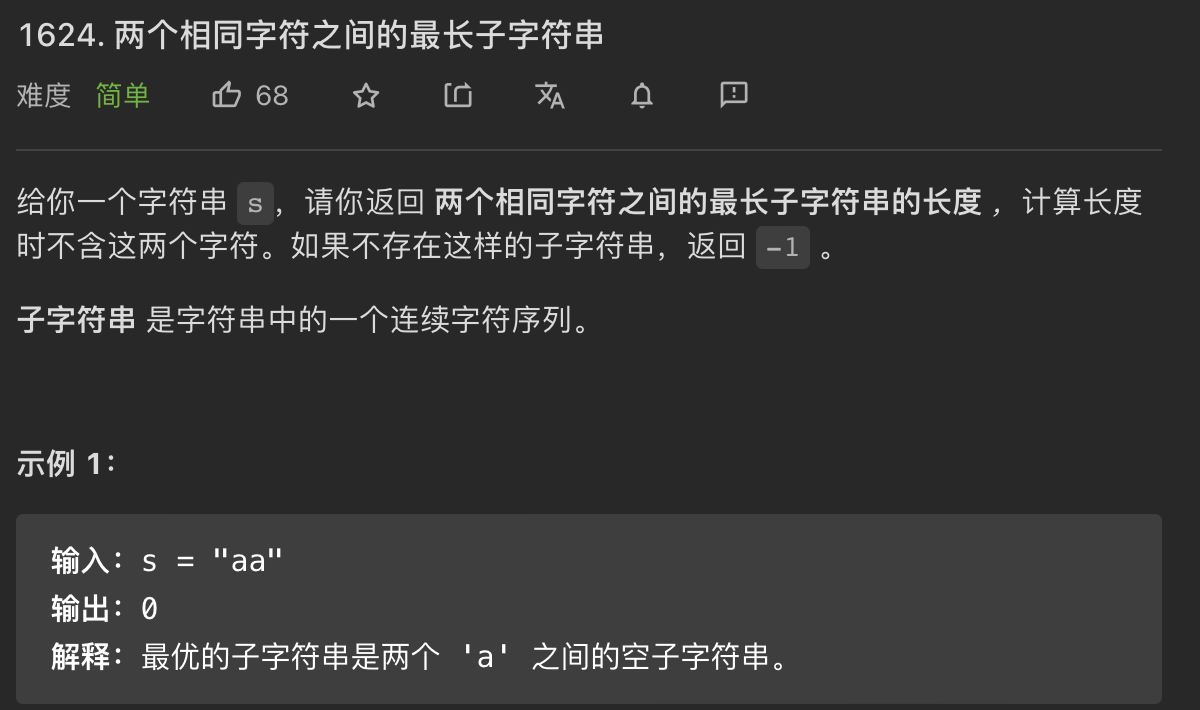 1624. 两个相同字符之间的最长子字符串
难度 简单 68
给你一个字符串 s，请你返回 两个相同字符之间的最长子字符串的长度 ，计算长度
时不含这两个字符。如果不存在这样的子字符串，返回 -1 。
子字符串 是字符串中的一个连续字符序列。
示例 1：
输入：s = "aa"
输出：0
解释：最优的子字符串是两个 'a' 之间的空子字符串。